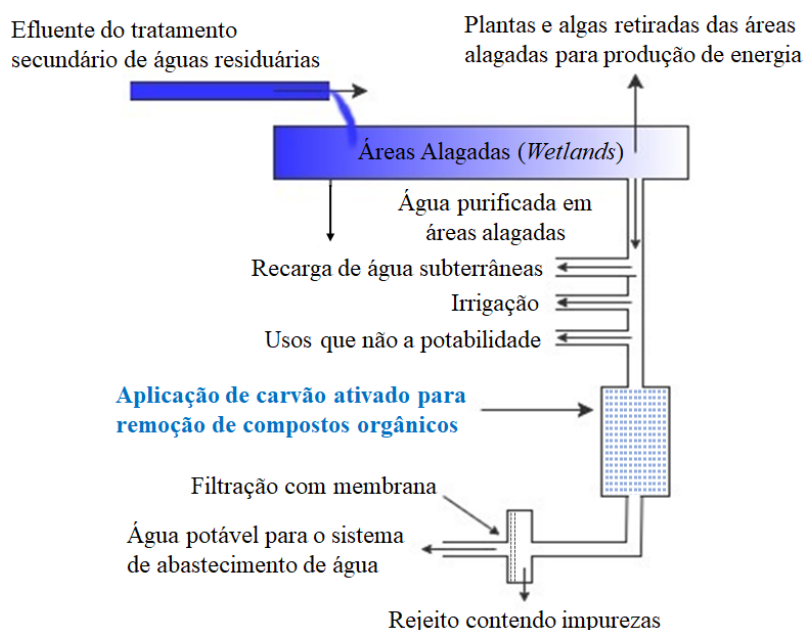 Efluente do tratamento
secundário de águas residuárias
Plantas e algas retiradas das áreas
alagadas para produção de energia
Áreas Alagadas (Wetlands)
Água purificada em
áreas alagadas
Recarga de água subterrâneas
Irrigação
Usos que não a potabilidade
Aplicação de carvão ativado para
remoção de compostos orgânicos
Filtração com membrana
Água potável para o sistema
de abastecimento de água
Rejeito contendo impurezas